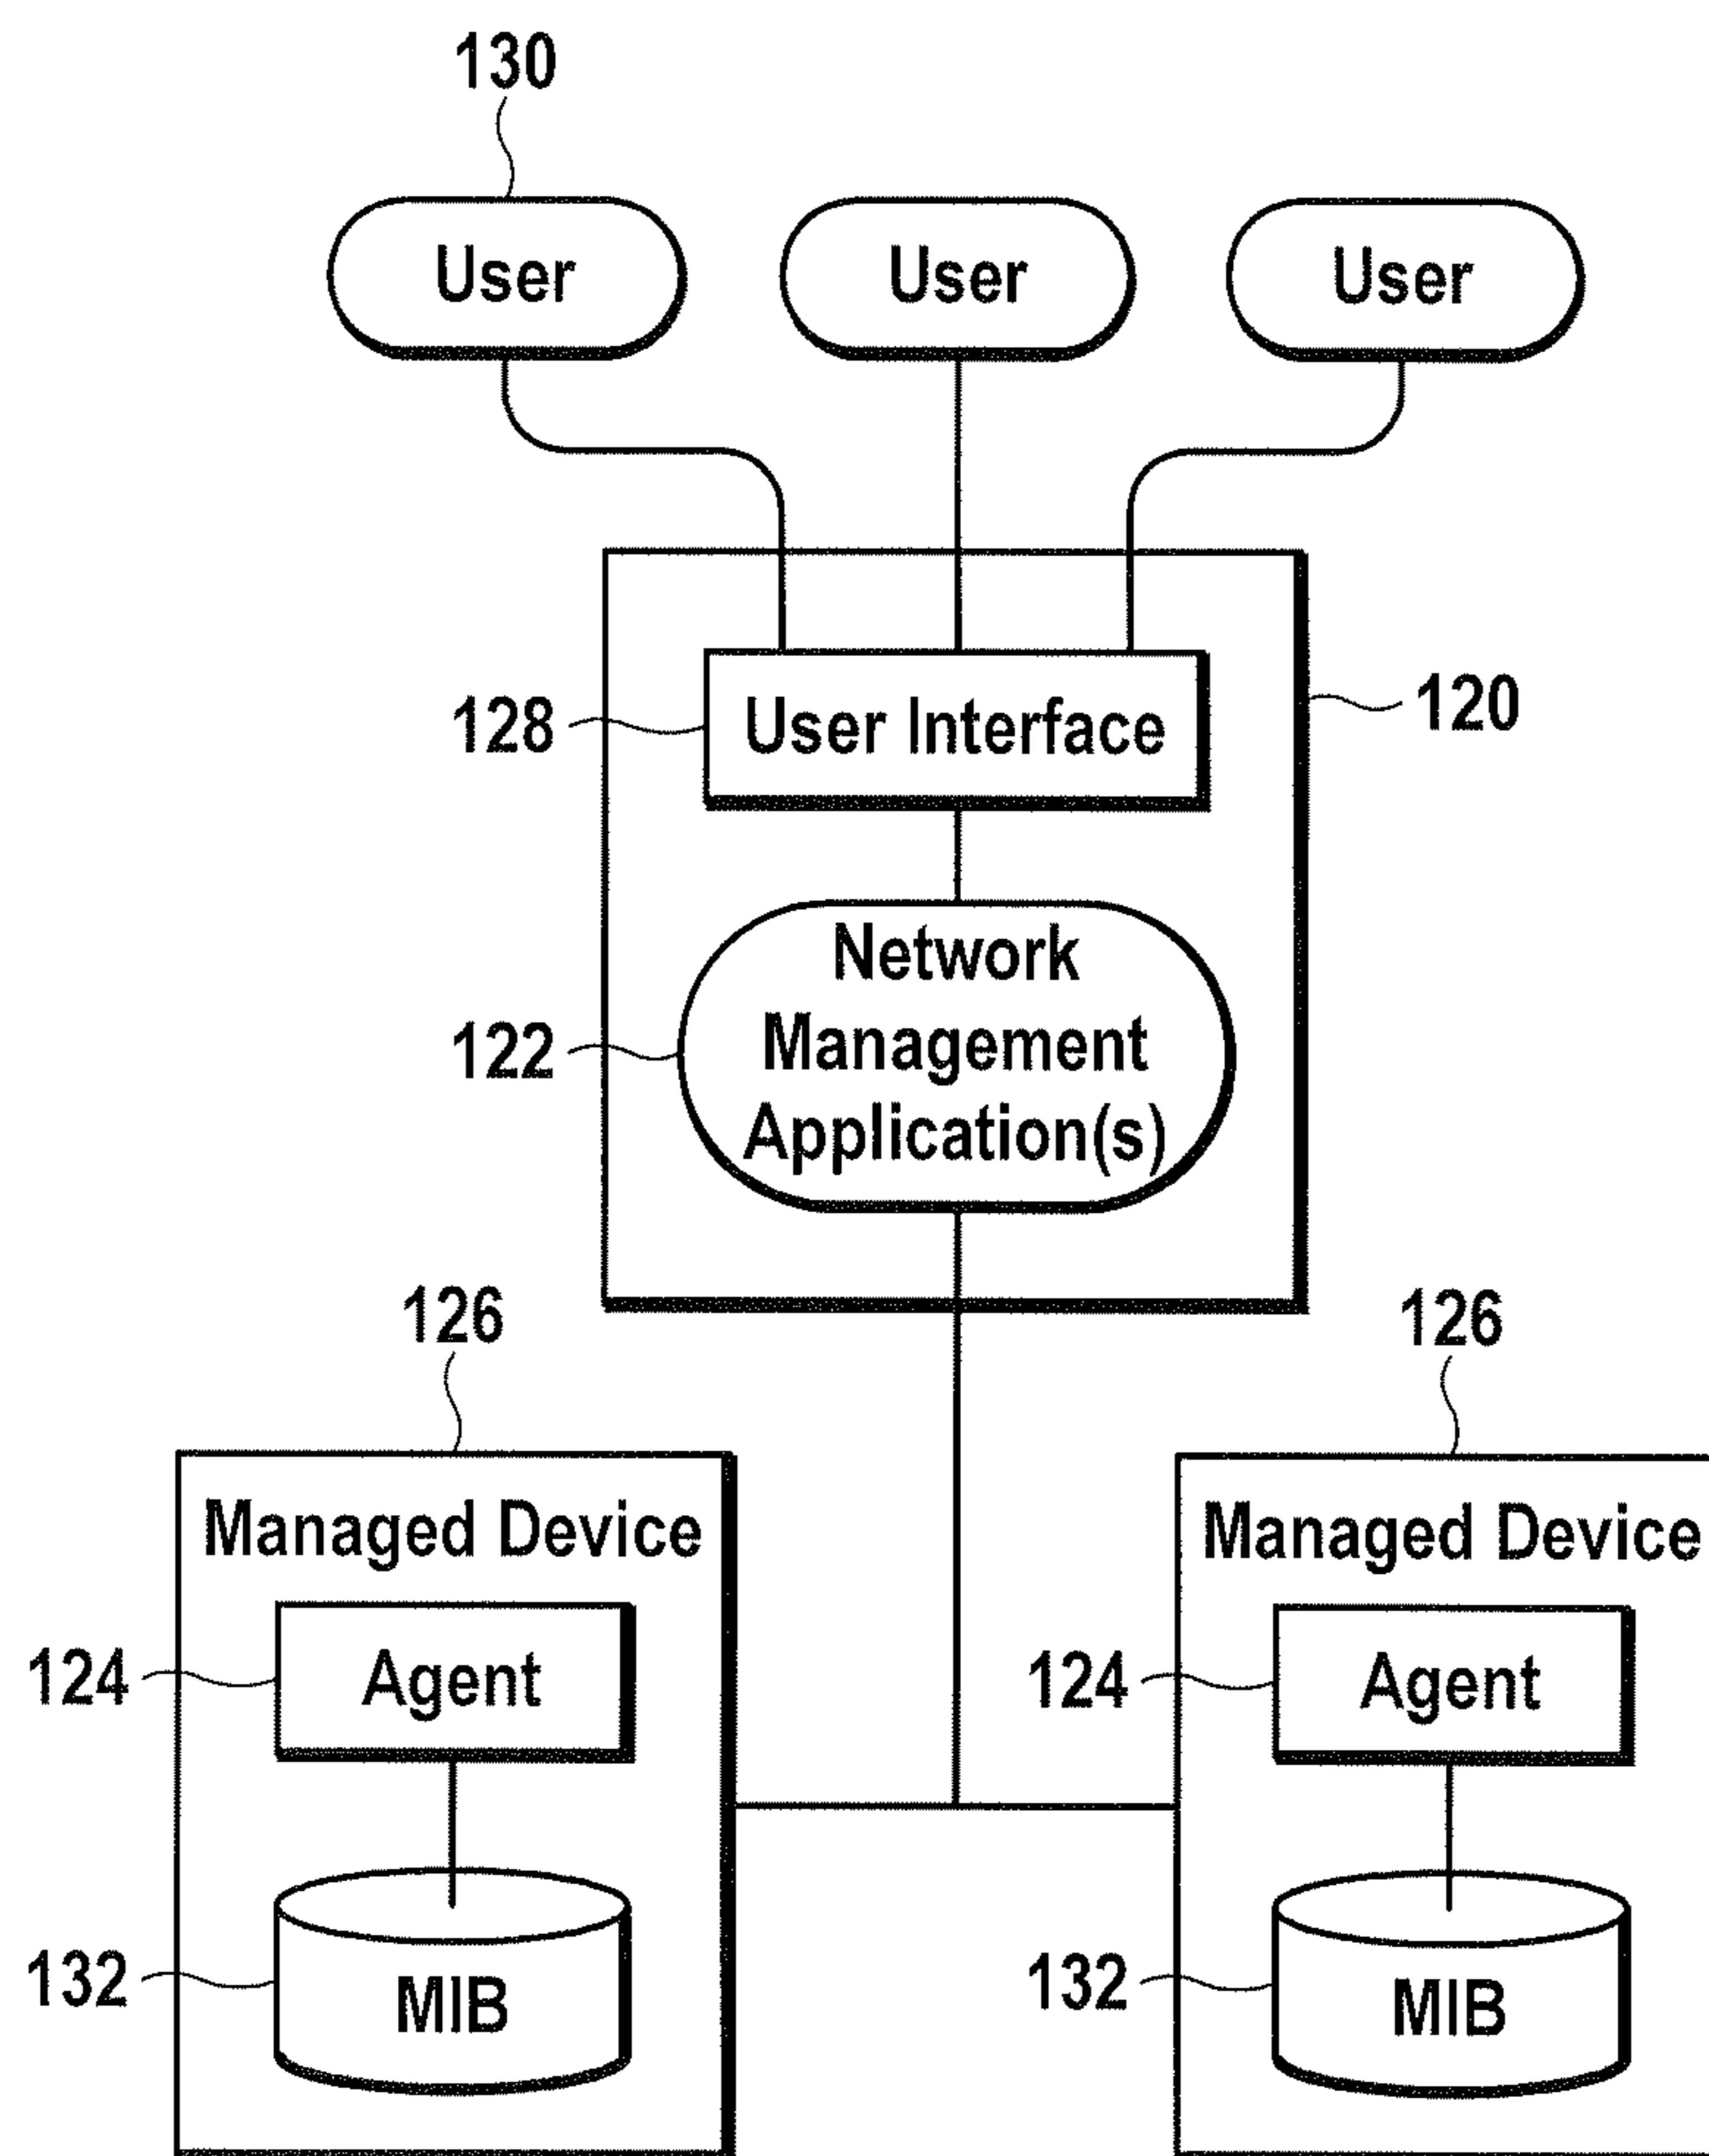 130
User
User
User
128
User Interface
120
Network
Management
Application(s)
122
126
126
Managed Device
Managed Device
124
Agent
124
Agent
132
MIB
132
MIB